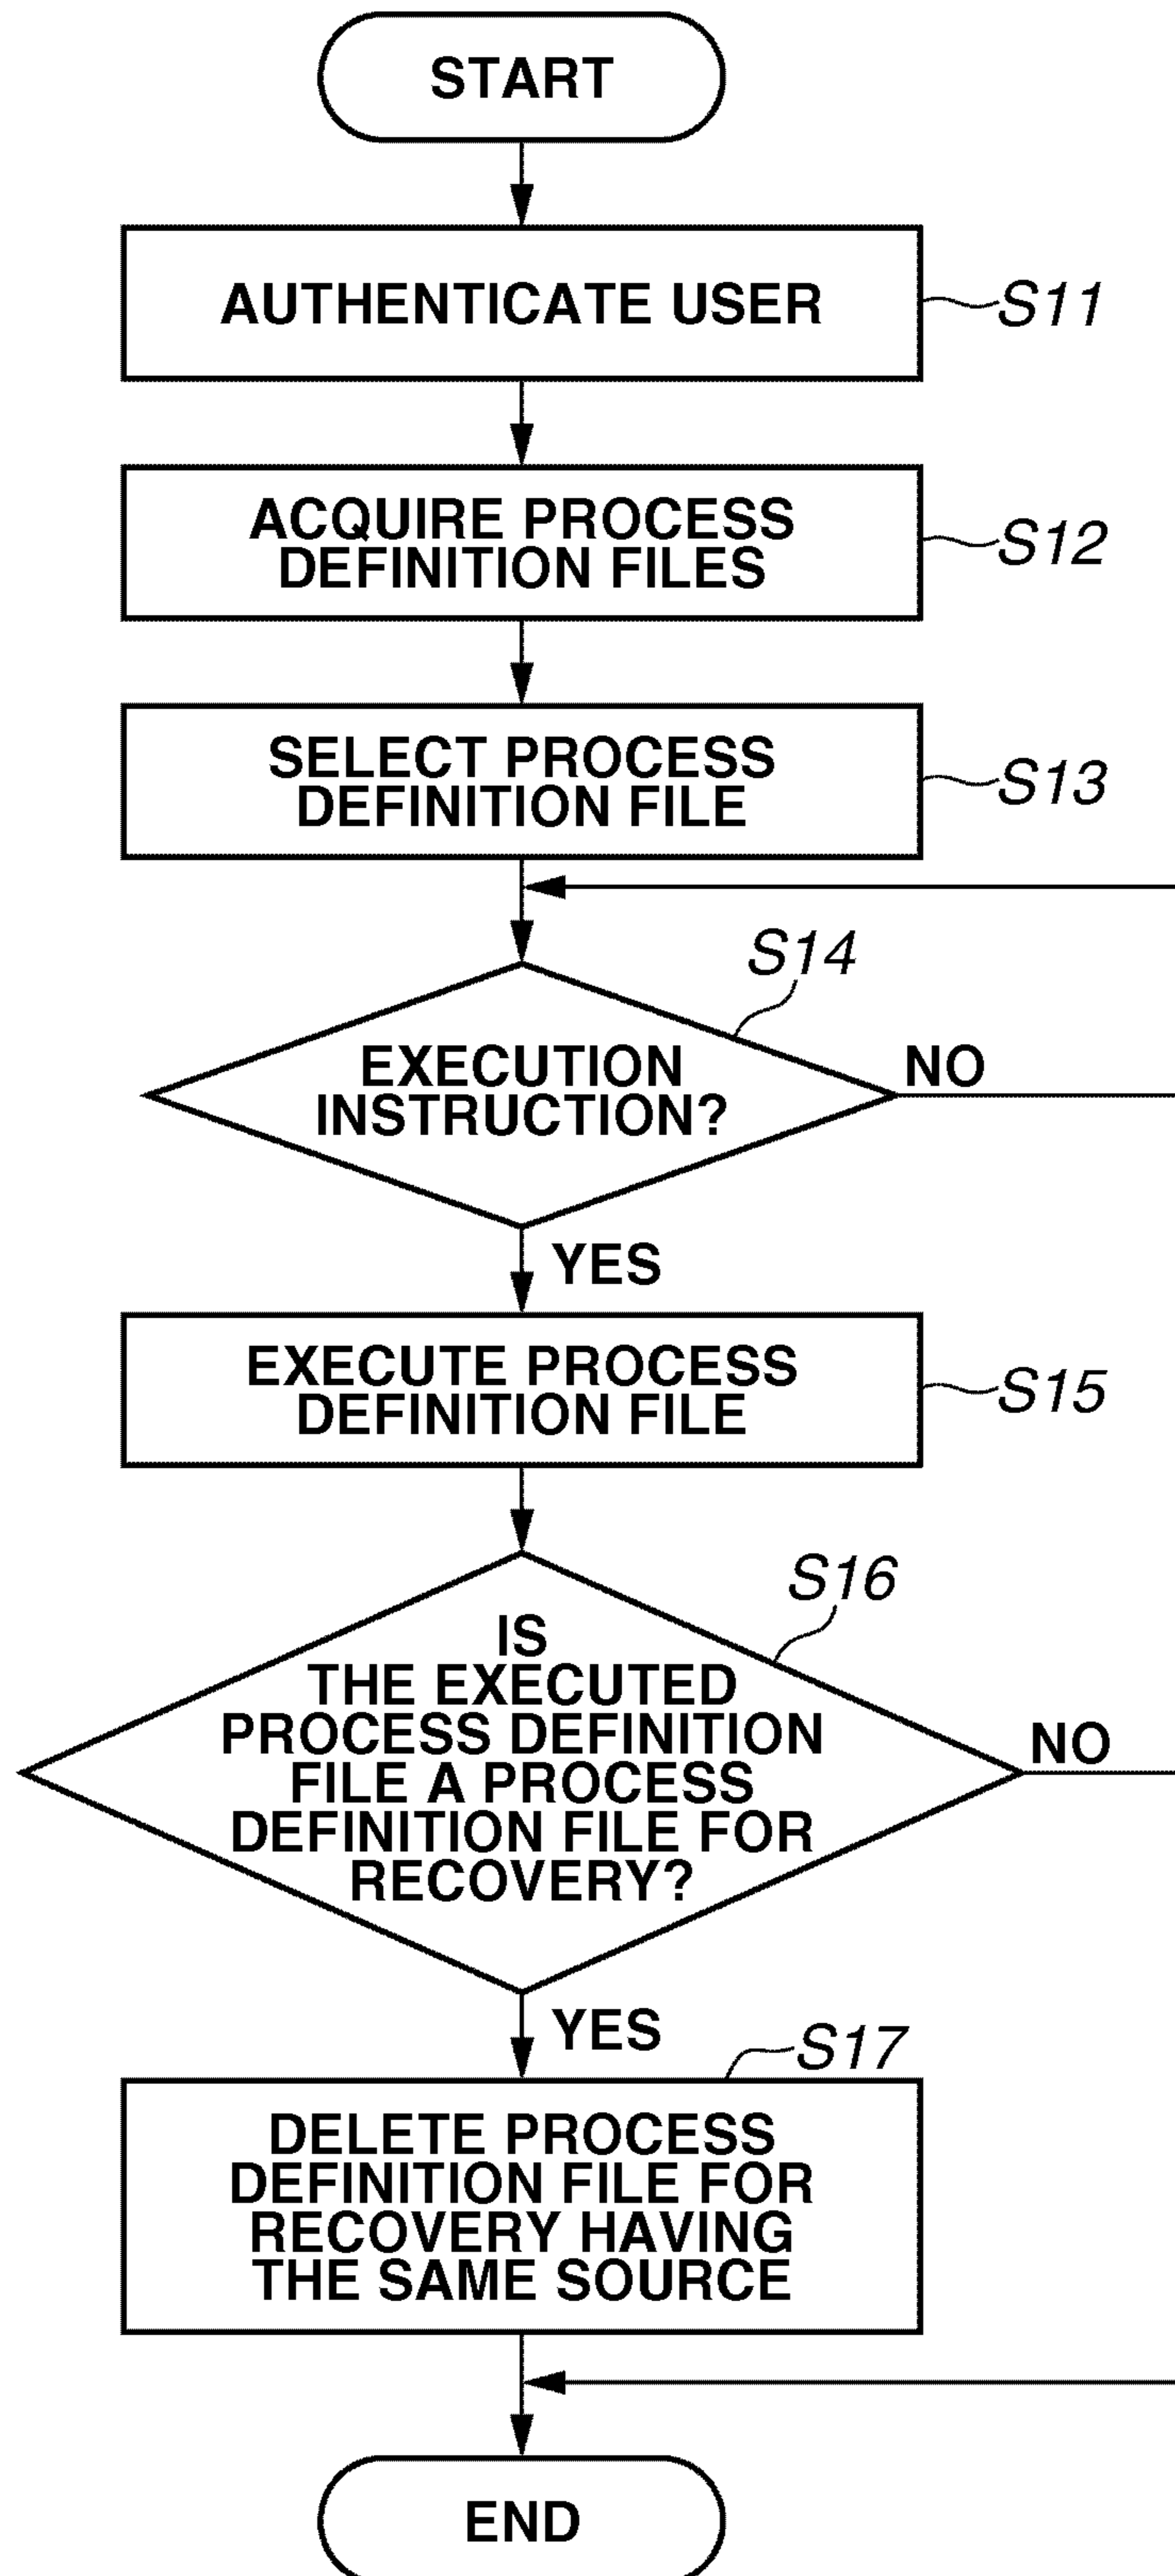 START
AUTHENTICATE USER
S11
ACQUIRE PROCESS
DEFINITION FILES
S12
SELECT PROCESS
DEFINITION FILE
S13
S14
EXECUTION
INSTRUCTION?
NO
YES
EXECUTE PROCESS
DEFINITION FILE
S15
S16
IS
THE EXECUTED
PROCESS DEFINITION
FILE A PROCESS
DEFINITION FILE FOR
RECOVERY?
NO
YES
S17
DELETE PROCESS
DEFINITION FILE FOR
RECOVERY HAVING
THE SAME SOURCE
END